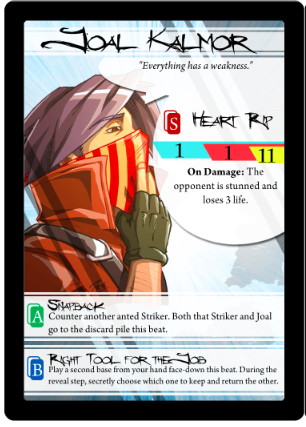 Joal Kalmor
"Everything has a weakness."
S Heart Rip
1 1 11
On Damage: The
opponent is stunned and
loses 3 life.
Snapback
A Counter another anted Striker. Both that Striker and Joal
go to the discard pile this beat.
Right Tool for the Job
B Play a second base from your hand face-down this beat. During the
reveal step, secretly choose which one to keep and return the other.